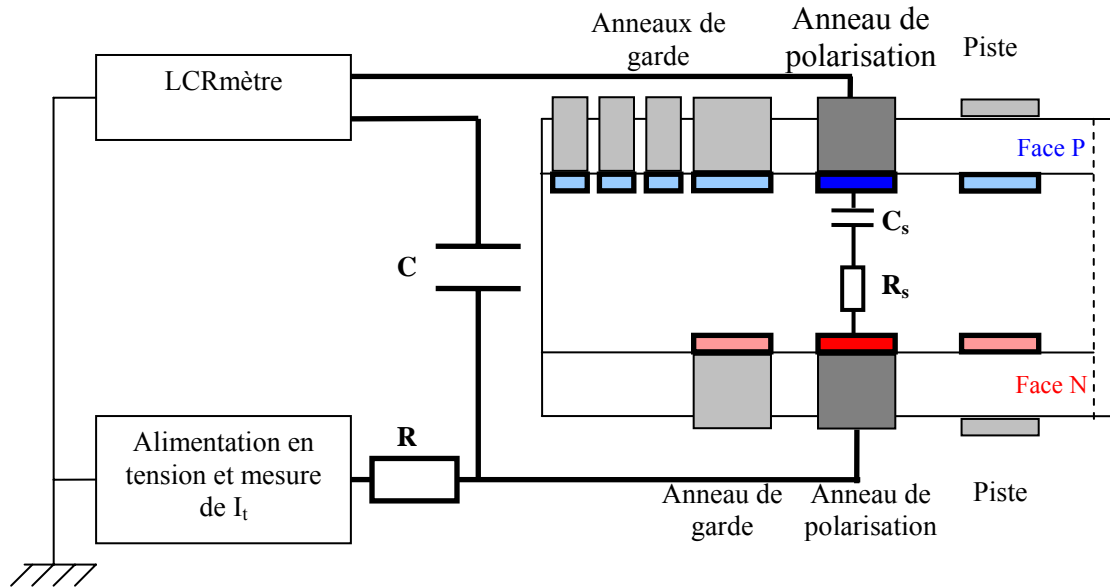 Anneaux de
garde
Anneau de
polarisation
Piste
LCRmètre
Face P
C
Cₛ
Rₛ
Face N
Alimentation en
tension et mesure
de Iₜ
R
Anneau de
garde
Anneau de
polarisation
Piste